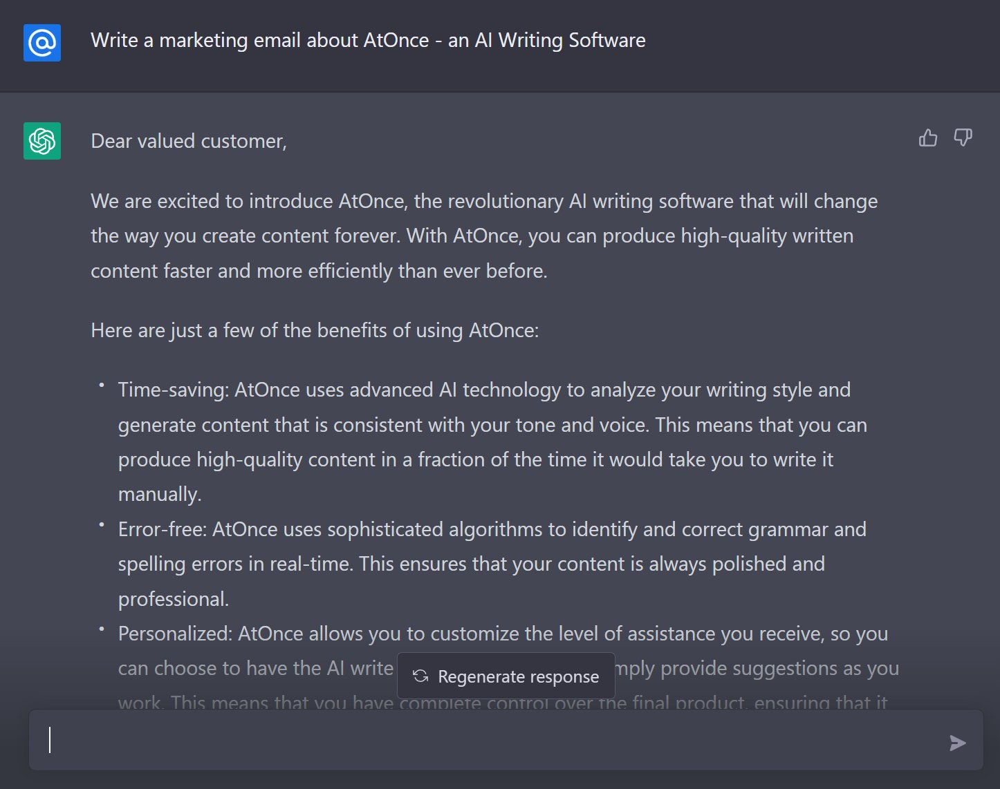 Write a marketing email about AtOnce - an AI Writing Software
Dear valued customer,
We are excited to introduce AtOnce, the revolutionary AI writing software that will change
the way you create content forever. With AtOnce, you can produce high-quality written
content faster and more efficiently than ever before.
Here are just a few of the benefits of using AtOnce:
• Time-saving: AtOnce uses advanced AI technology to analyze your writing style and
generate content that is consistent with your tone and voice. This means that you can
produce high-quality content in a fraction of the time it would take you to write it
manually.
• Error-free: AtOnce uses sophisticated algorithms to identify and correct grammar and
spelling errors in real-time. This ensures that your content is always polished and
professional.
• Personalized: AtOnce allows you to customize the level of assistance you receive, so you
can choose to have the AI write provide suggestions as you
Regenerate response
work. This means that you have complete control over the final product, ensuring that it